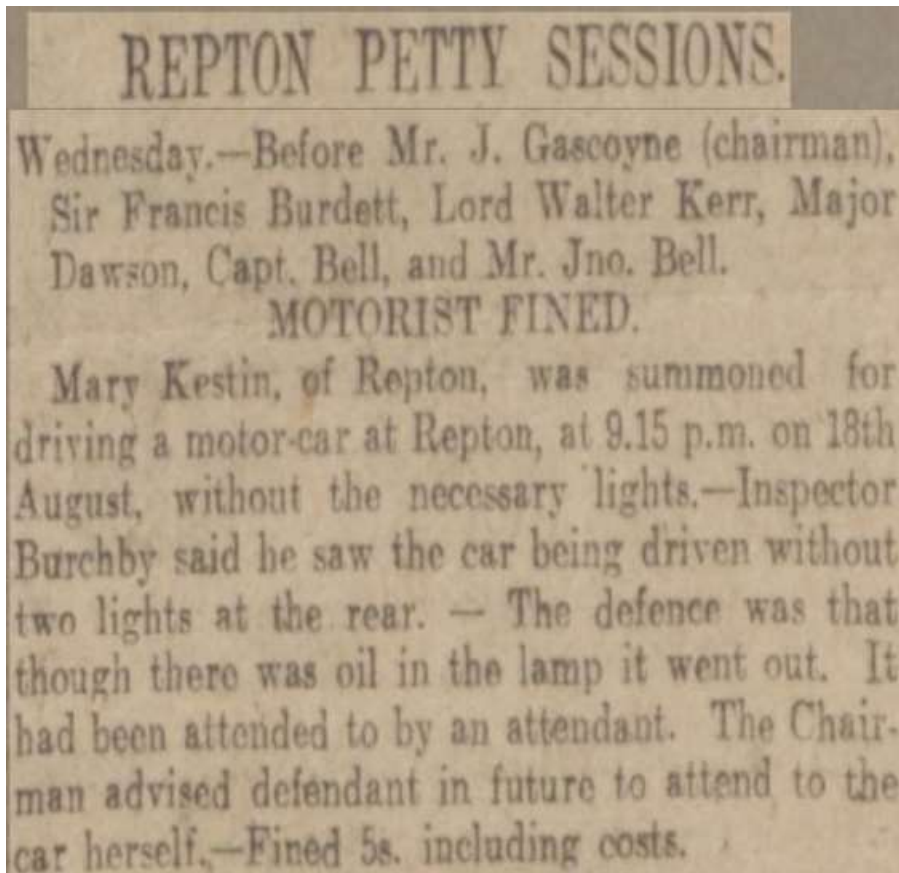 REPTON PETTY SESSIONS.
Wednesday.—Before Mr. J. Gascoyne (chairman),
Sir Francis Burdett, Lord Walter Kerr, Major
Dawson, Capt. Bell, and Mr. Jno. Bell.
MOTORIST FINED.
Mary Kestin, of Repton, was summoned for
driving a motor-car at Repton, at 9.15 p.m. on 18th
August, without the necessary lights.—Inspector
Burchby said he saw the car being driven without
two lights at the rear. — The defence was that
though there was oil in the lamp it went out. It
had been attended to by an attendant. The Chair-
man advised defendant in future to attend to the
car herself.—Fined 5s. including costs.